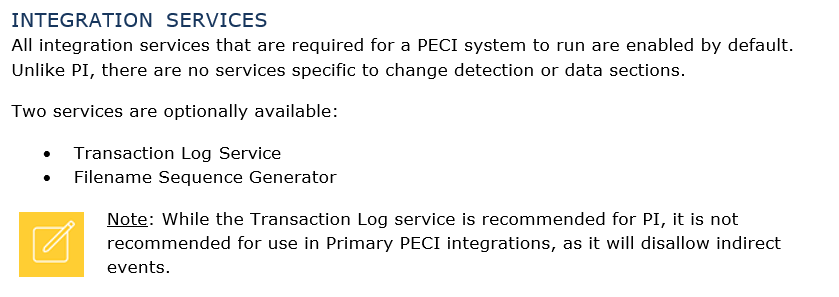 INTEGRATION SERVICES
All integration services that are required for a PECI system to run are enabled by default.
Unlike PI, there are no services specific to change detection or data sections.
Two services are optionally available:
• Transaction Log Service
• Filename Sequence Generator
Note: While the Transaction Log service is recommended for PI, it is not
recommended for use in Primary PECI integrations, as it will disallow indirect
events.